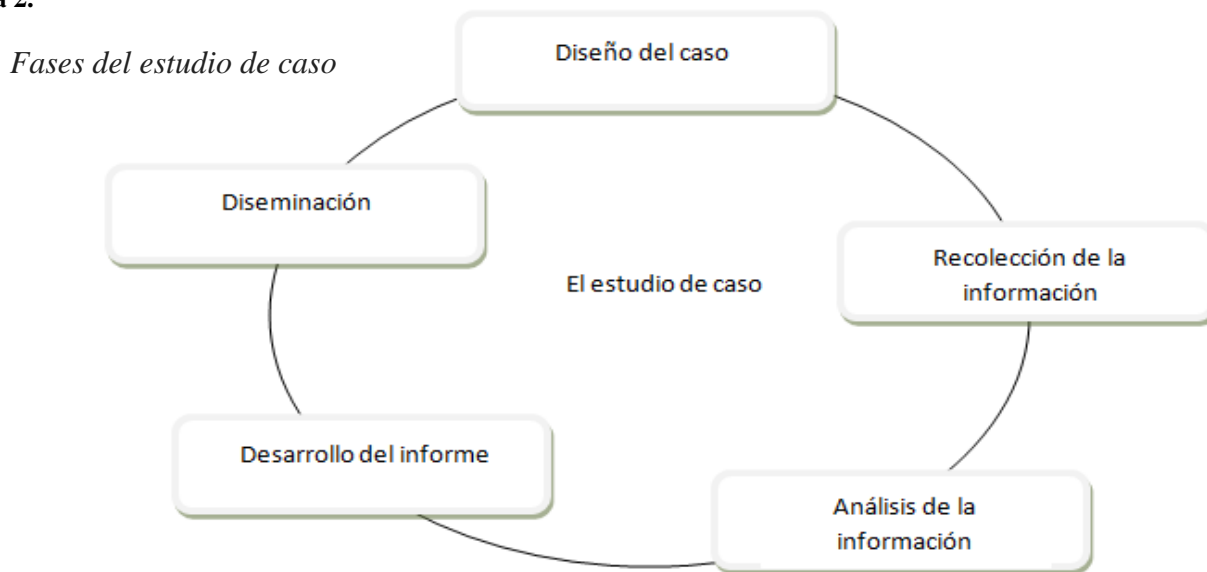 2.
Fases del estudio de caso
Diseño del caso
Diseminación
Recolección de la
información
El estudio de caso
Desarrollo del informe
Análisis de la
información